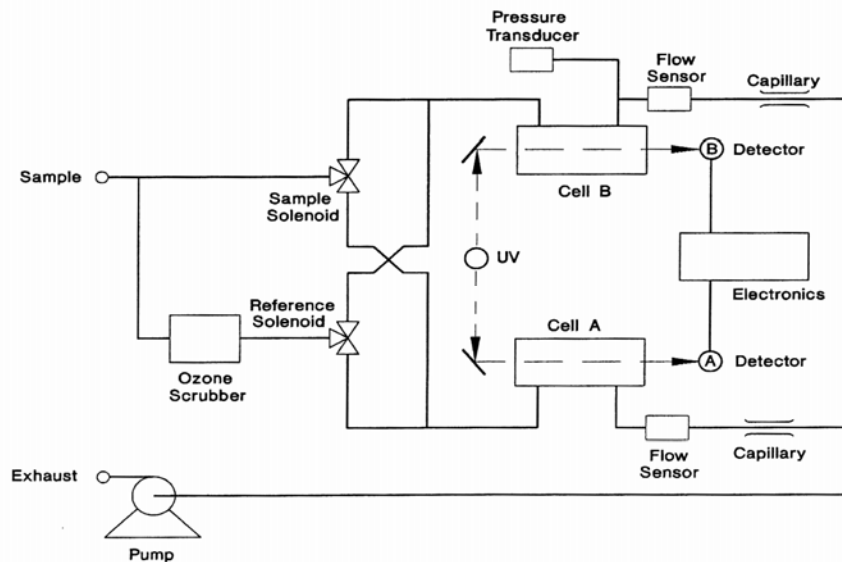 Pressure
Transducer
Flow
Sensor
Capillary
Sample
Sample
Solenoid
B
Detector
Cell B
UV
Electronics
Reference
Solenoid
Cell A
Ozone
Scrubber
A
Detector
Flow
Sensor
Capillary
Exhaust
Pump